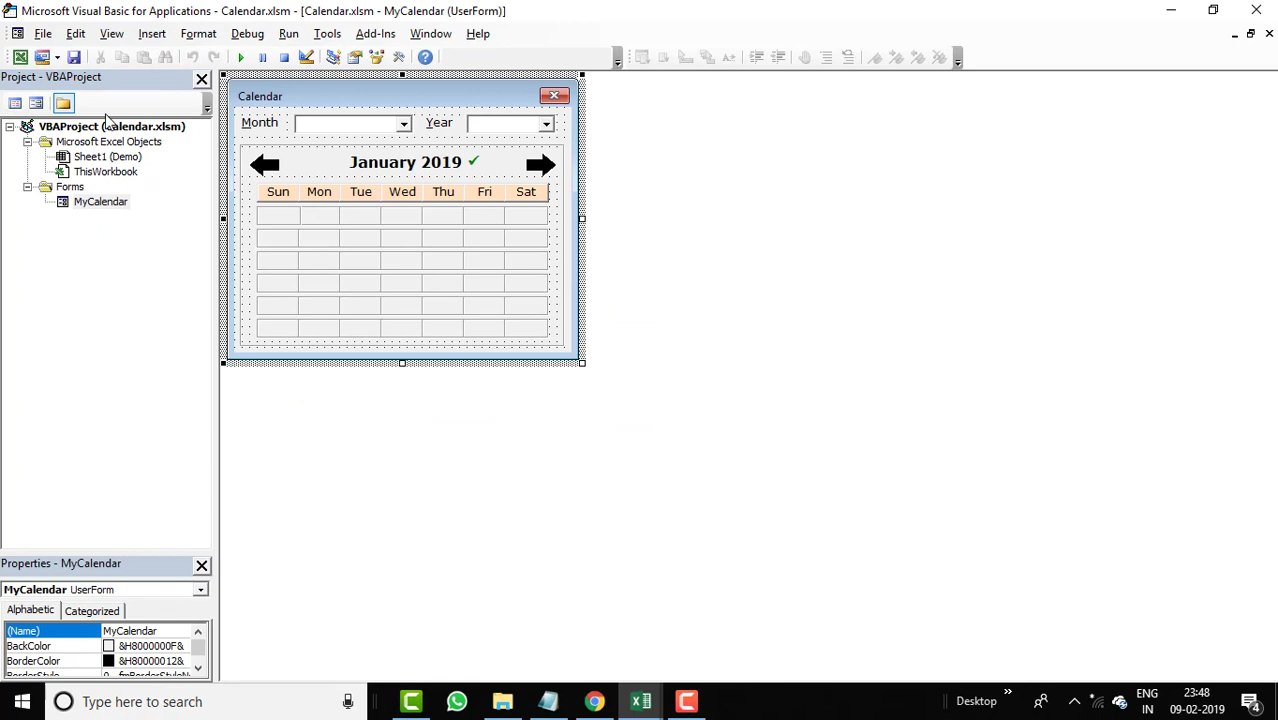 Microsoft Visual Basic for Applications - Calendar.xlsm - [Calendar.xlsm - MyCalendar (UserForm)]
File Edit View Insert Format Debug Run Tools Add-Ins Window Help
Project - VBAProject
VBAProject (Calendar.xlsm)
Microsoft Excel Objects
Sheet1 (Demo)
ThisWorkbook
Forms
MyCalendar
Calendar
Month Year
January 2019 ✔
Sun Mon Tue Wed Thu Fri Sat
Properties - MyCalendar
MyCalendar UserForm
Alphabetic Categorized
(Name) MyCalendar
BackColor &H8000000F&
BorderColor &H80000012&
Type here to search
Desktop
ENG
IN
23:48
09-02-2019
4